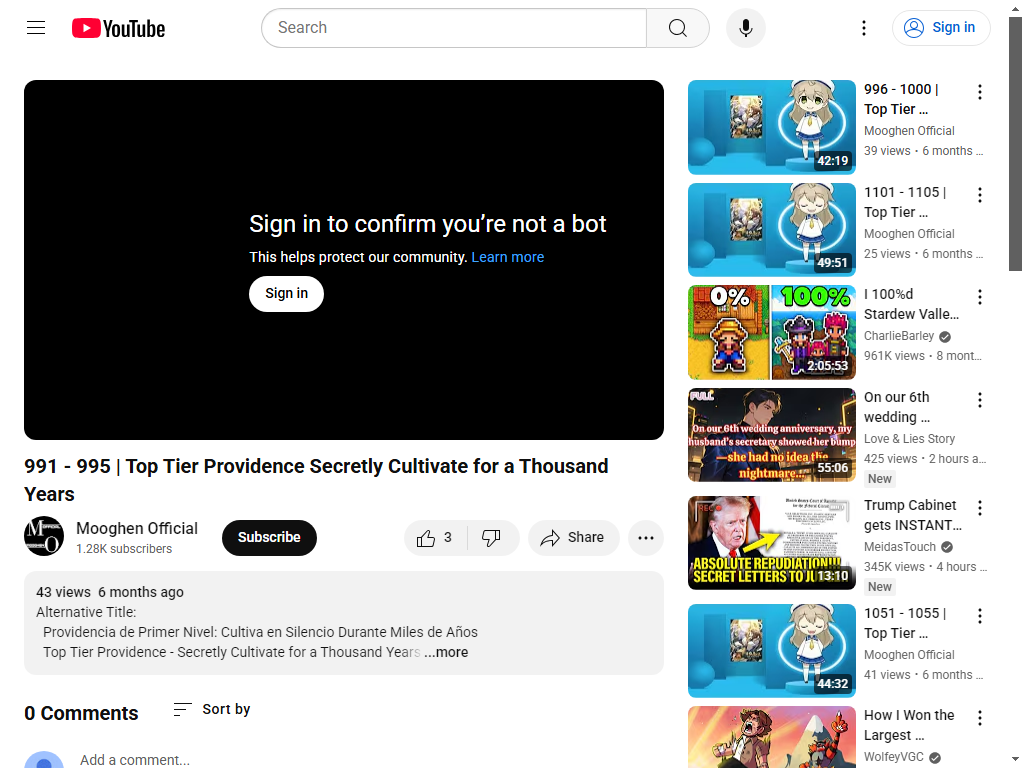 YouTube
Search
Sign in
Sign in to confirm you’re not a bot
This helps protect our community. Learn more
Sign in
991 - 995 | Top Tier Providence Secretly Cultivate for a Thousand
Years
Mooghen Official
1.28K subscribers
Subscribe
3
Share
43 views 6 months ago
Alternative Title:
Providencia de Primer Nivel: Cultiva en Silencio Durante Miles de Años
Top Tier Providence - Secretly Cultivate for a Thousand Years ...more
0 Comments
Sort by
Add a comment...
42:19
996 - 1000 |
Top Tier ...
Mooghen Official
39 views • 6 months ...
49:51
1101 - 1105 |
Top Tier ...
Mooghen Official
25 views • 6 months ...
0% 100%
2:05:53
I 100%d
Stardew Valle...
CharlieBarley
961K views • 8 mont...
FULL
On our 6th wedding anniversary, my
husband's secretary showed her bump
—she had no idea the
nightmare...
55:06
On our 6th
wedding ...
Love & Lies Story
425 views • 2 hours a...
New
REC
ABSOLUTE REPUDIATION!!!
SECRET LETTERS TO JU
13:10
Trump Cabinet
gets INSTANT...
MeidasTouch
345K views • 4 hours ...
New
44:32
1051 - 1055 |
Top Tier ...
Mooghen Official
41 views • 6 months ...
How I Won the
Largest ...
WolfeyVGC